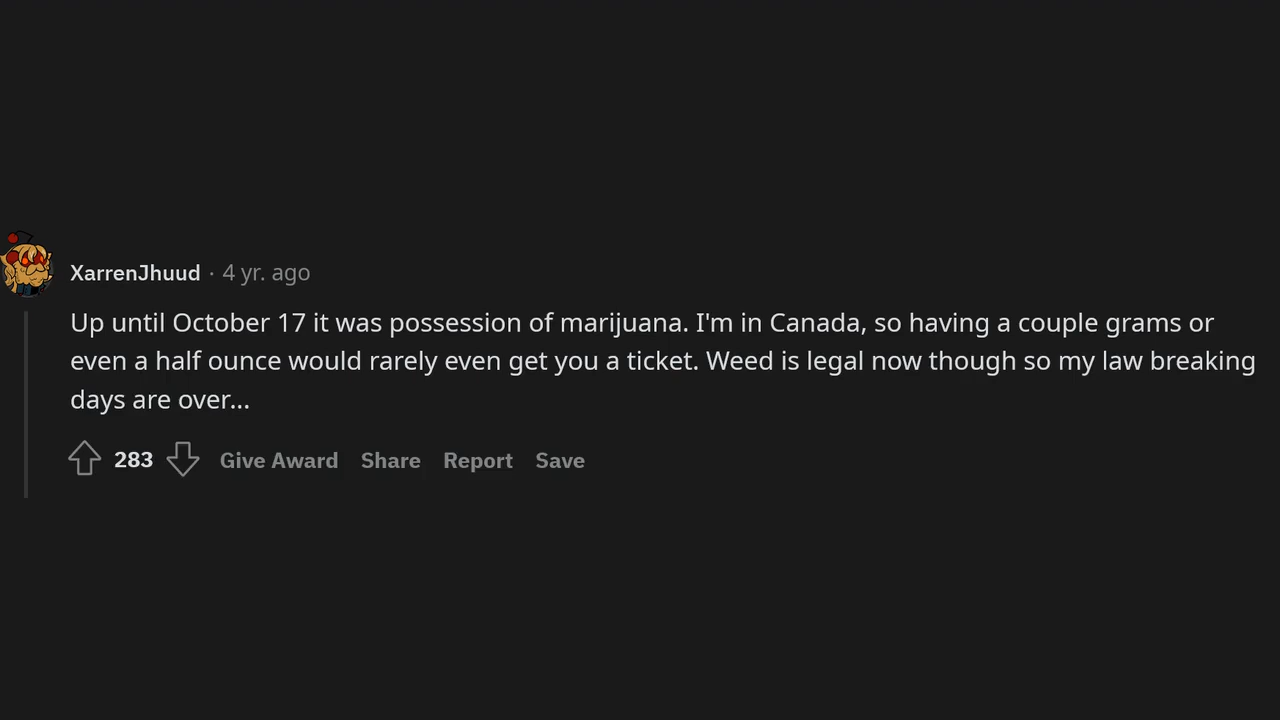 XarrenJhuud · 4 yr. ago
Up until October 17 it was possession of marijuana. I'm in Canada, so having a couple grams or
even a half ounce would rarely even get you a ticket. Weed is legal now though so my law breaking
days are over...
283 Give Award Share Report Save